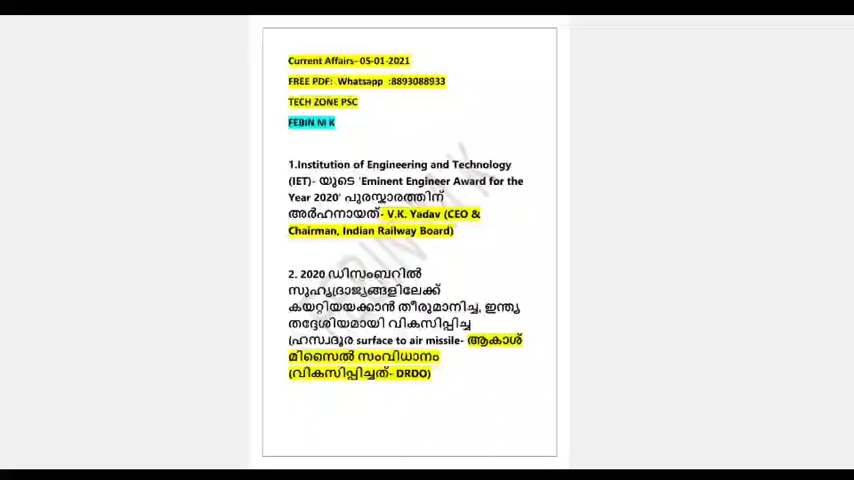 Current Affairs- 05-01-2021
FREE PDF: Whatsapp :8893088933
TECH ZONE PSC
FEBIN M K
1.Institution of Engineering and Technology
(IET)- യുടെ 'Eminent Engineer Award for the
Year 2020' പുരസ്കാരത്തിന്
അർഹനായത്- V.K. Yadav (CEO &
Chairman, Indian Railway Board)
2. 2020 ഡിസംബറിൽ
സുഹൃദ്രാജ്യങ്ങളിലേക്ക്
കയറ്റിയയക്കാൻ തീരുമാനിച്ച, ഇന്ത്യ
തദ്ദേശിയമായി വികസിപ്പിച്ച
ഹ്രസ്വദൂര surface to air missile- ആകാശ്
മിസൈൽ സംവിധാനം
(വികസിപ്പിച്ചത്- DRDO)
FEBIN M K